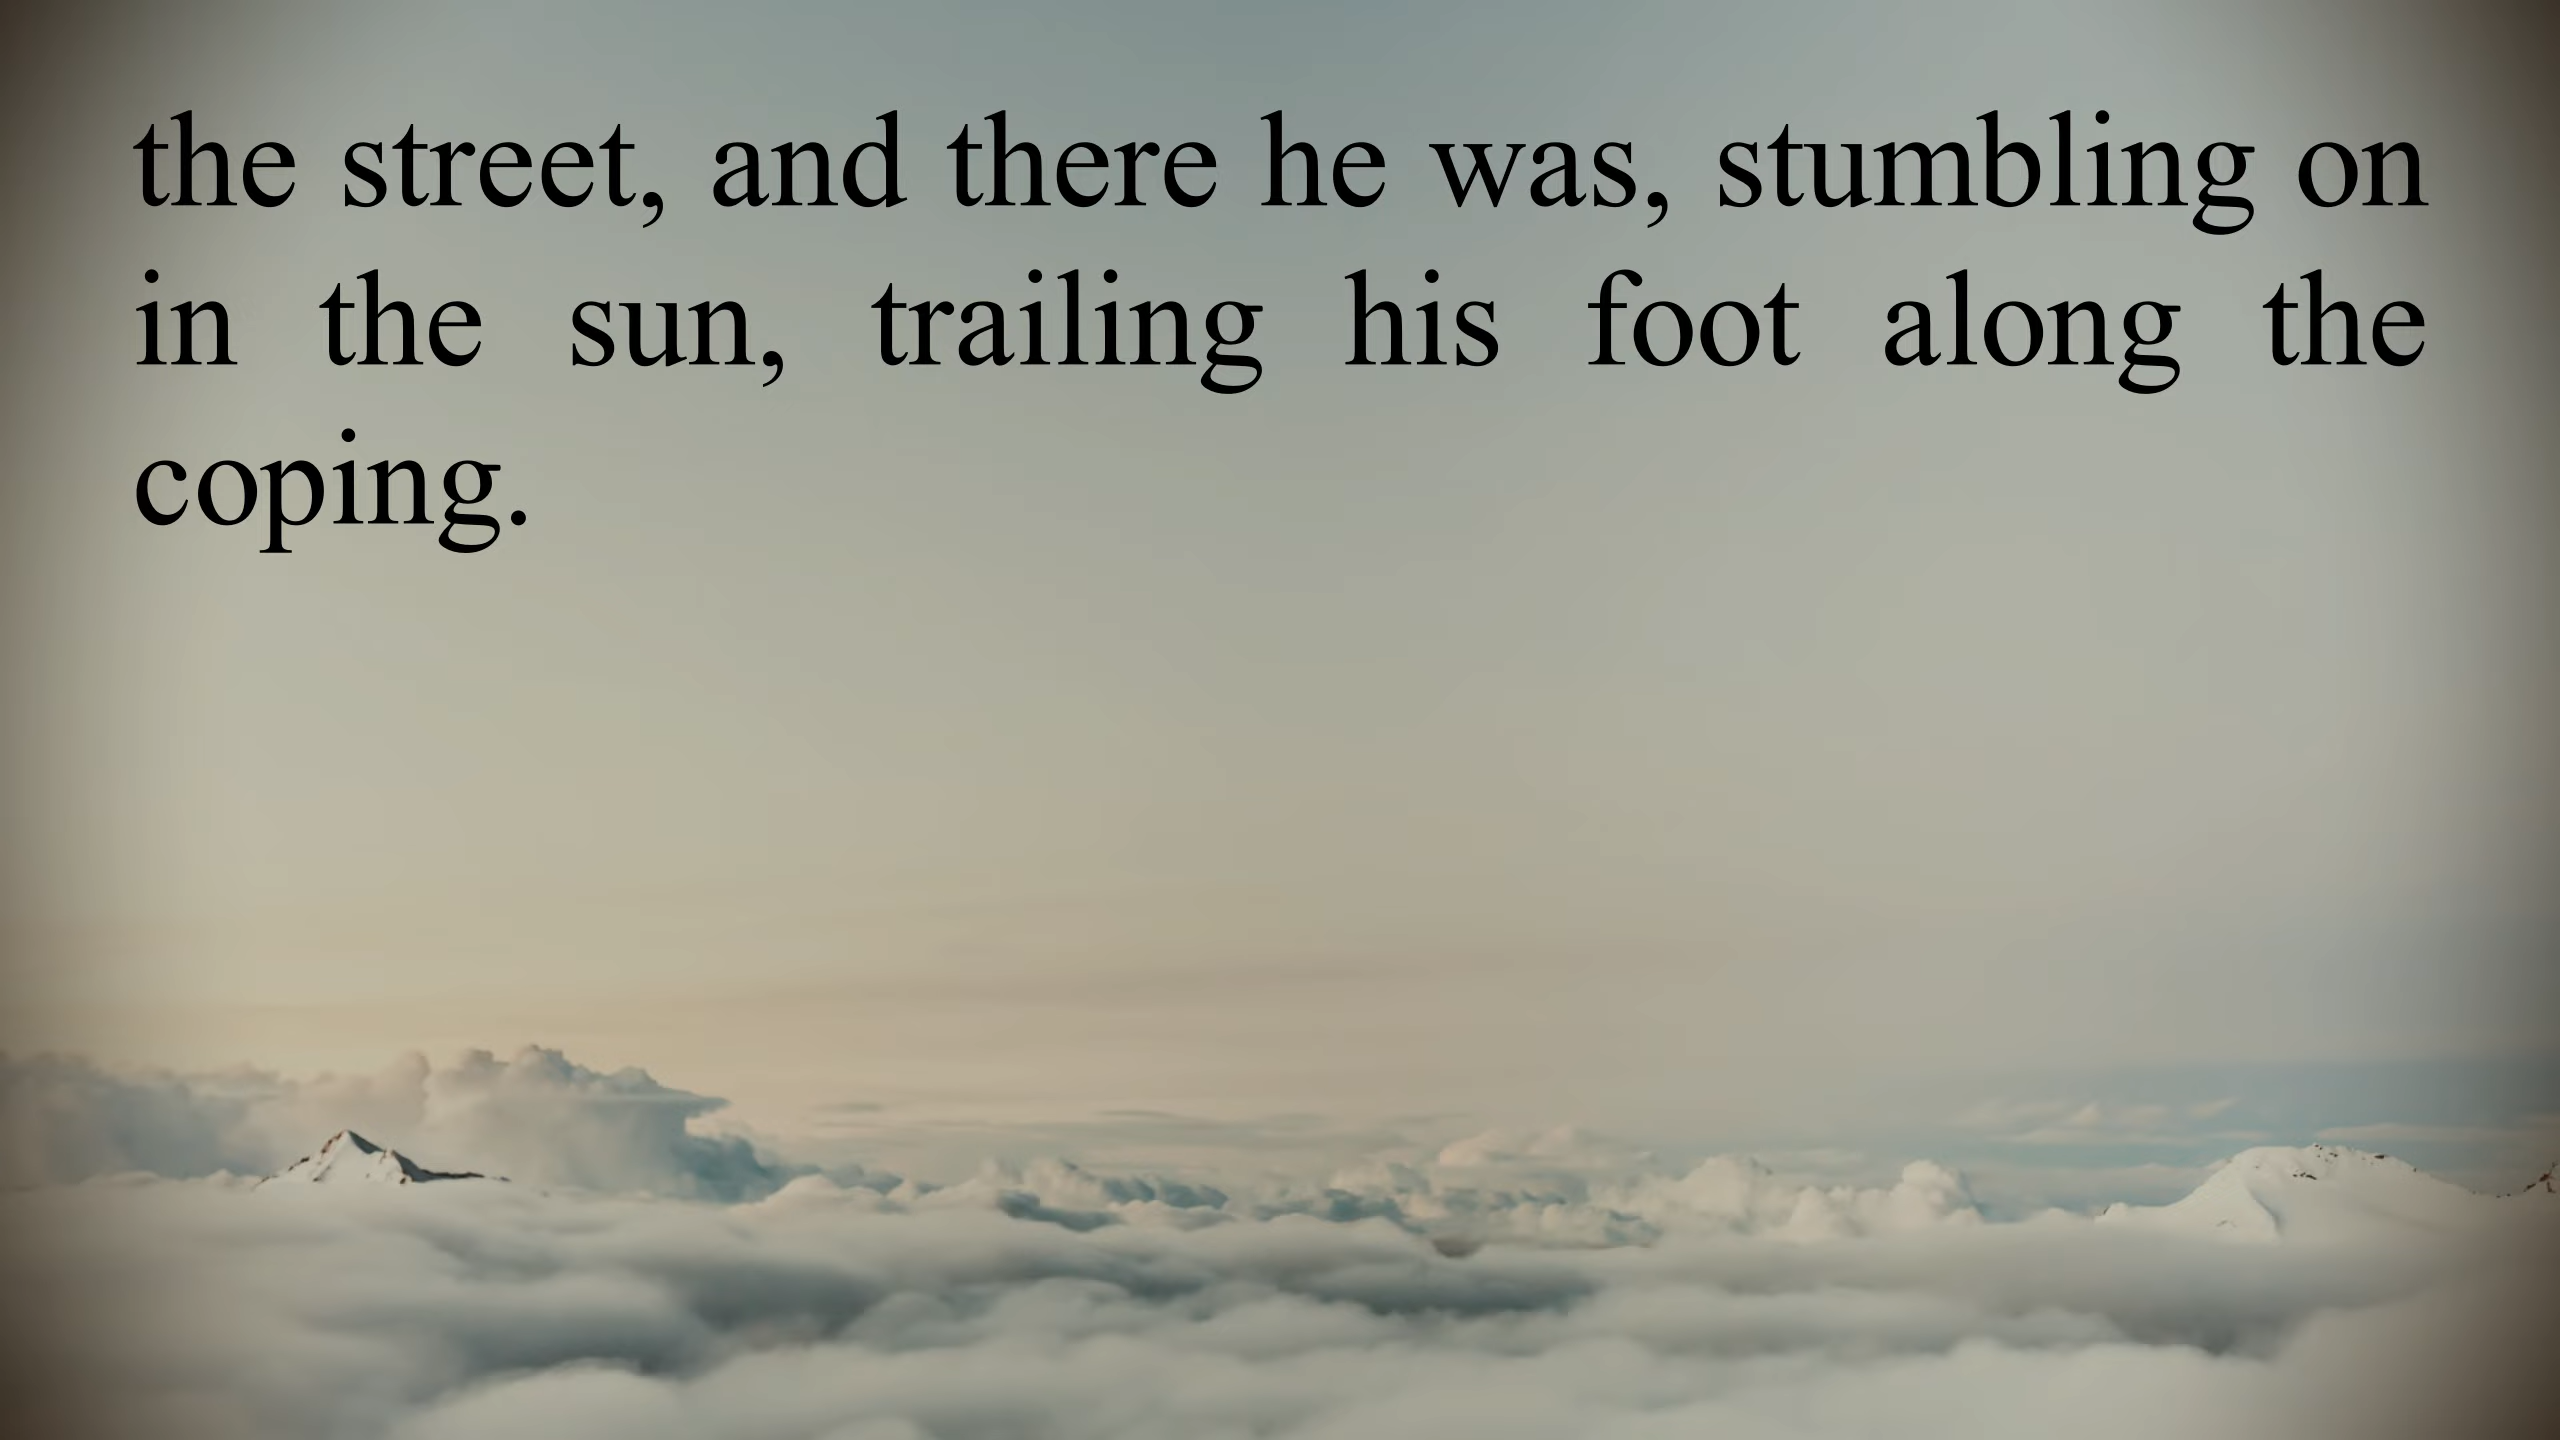 the street, and there he was, stumbling on
in the sun, trailing his foot along the
coping.